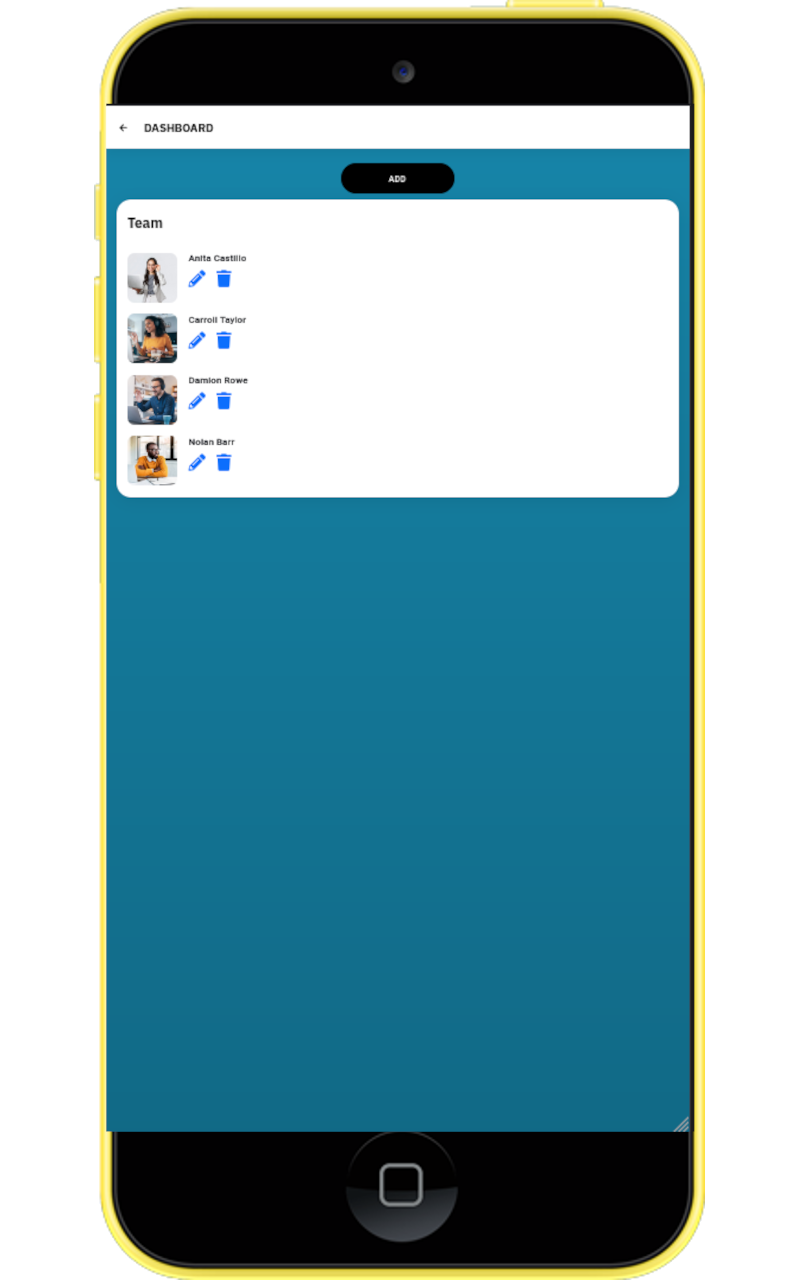 DASHBOARD
ADD
Team
Anita Castillo
Carroll Taylor
Damion Rowe
Nolan Barr